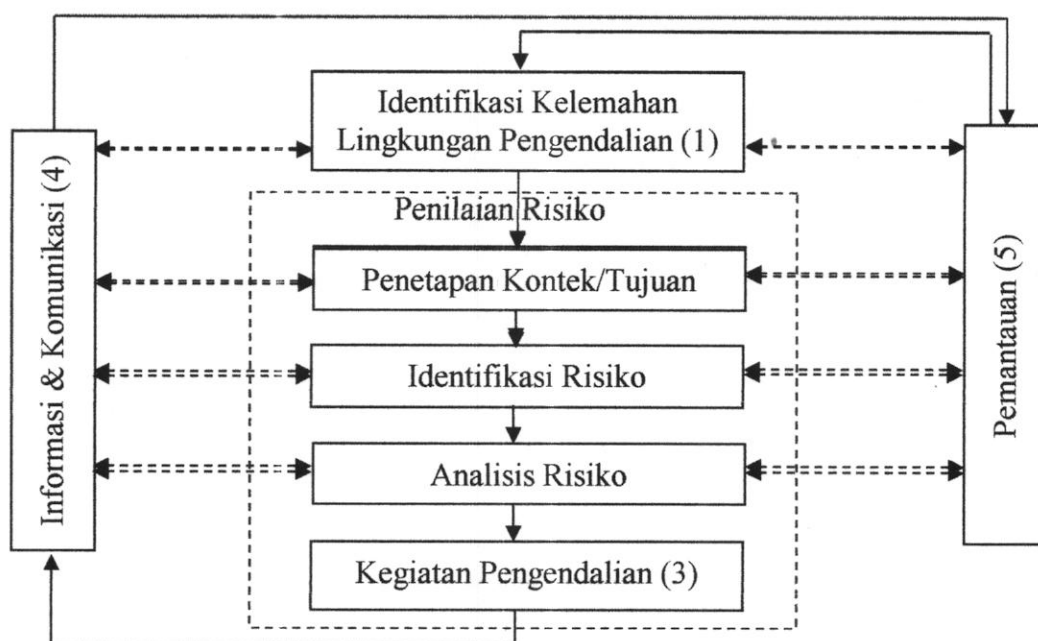 Identifikasi Kelemahan
Lingkungan Pengendalian (1)
Penilaian Risiko
Penetapan Kontek/Tujuan
Identifikasi Risiko
Analisis Risiko
Kegiatan Pengendalian (3)
Informasi & Komunikasi (4)
Pemantauan (5)